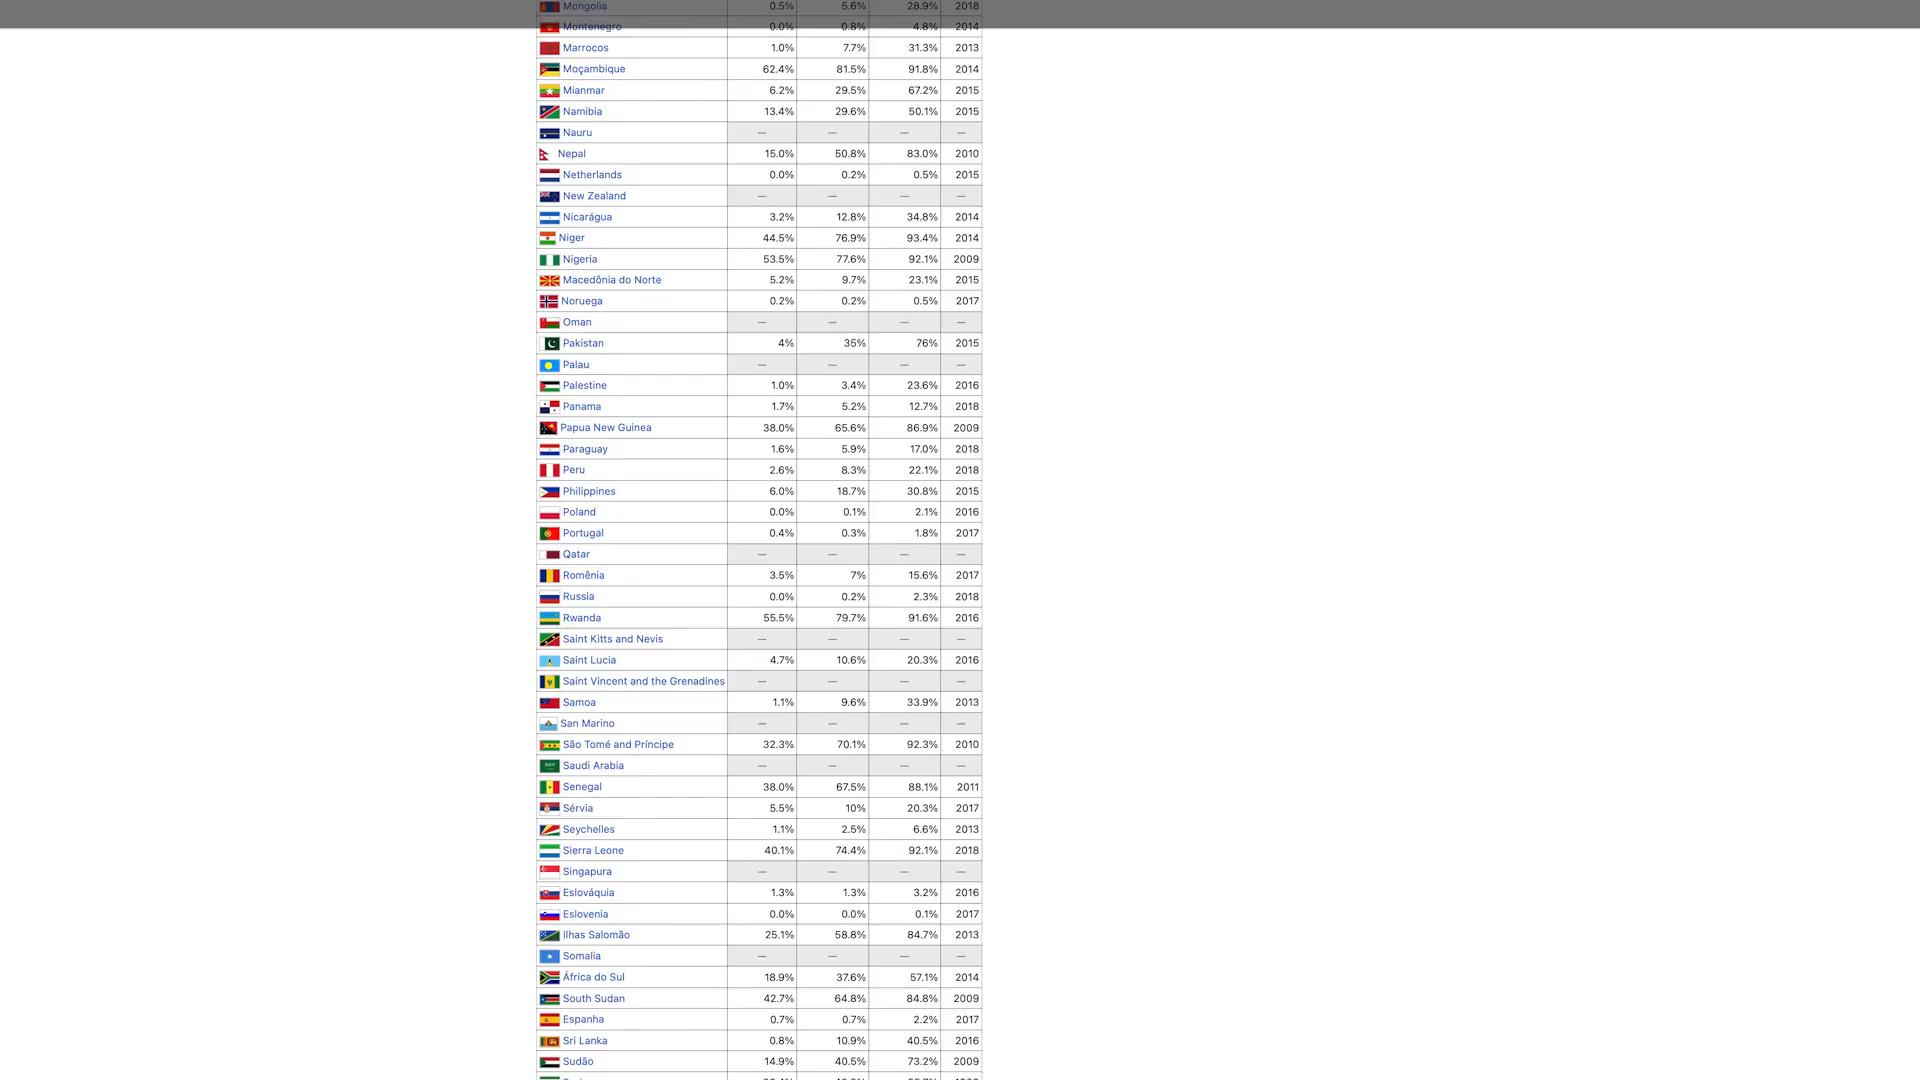 Mongolia 0.5% 5.6% 28.9% 2018
Montenegro 0.0% 0.8% 4.8% 2014
Marrocos 1.0% 7.7% 31.3% 2013
Moçambique 62.4% 81.5% 91.8% 2014
Mianmar 6.2% 29.5% 67.2% 2015
Namibia 13.4% 29.6% 50.1% 2015
Nauru — — — —
Nepal 15.0% 50.8% 83.0% 2010
Netherlands 0.0% 0.2% 0.5% 2015
New Zealand — — — —
Nicarágua 3.2% 12.8% 34.8% 2014
Niger 44.5% 76.9% 93.4% 2014
Nigeria 53.5% 77.6% 92.1% 2009
Macedônia do Norte 5.2% 9.7% 23.1% 2015
Noruega 0.2% 0.2% 0.5% 2017
Oman — — — —
Pakistan 4% 35% 76% 2015
Palau — — — —
Palestine 1.0% 3.4% 23.6% 2016
Panama 1.7% 5.2% 12.7% 2018
Papua New Guinea 38.0% 65.6% 86.9% 2009
Paraguay 1.6% 5.9% 17.0% 2018
Peru 2.6% 8.3% 22.1% 2018
Philippines 6.0% 18.7% 30.8% 2015
Poland 0.0% 0.1% 2.1% 2016
Portugal 0.4% 0.3% 1.8% 2017
Qatar — — — —
Romênia 3.5% 7% 15.6% 2017
Russia 0.0% 0.2% 2.3% 2018
Rwanda 55.5% 79.7% 91.6% 2016
Saint Kitts and Nevis — — — —
Saint Lucia 4.7% 10.6% 20.3% 2016
Saint Vincent and the Grenadines — — — —
Samoa 1.1% 9.6% 33.9% 2013
San Marino — — — —
São Tomé and Príncipe 32.3% 70.1% 92.3% 2010
Saudi Arabia — — — —
Senegal 38.0% 67.5% 88.1% 2011
Sérvia 5.5% 10% 20.3% 2017
Seychelles 1.1% 2.5% 6.6% 2013
Sierra Leone 40.1% 74.4% 92.1% 2018
Singapura — — — —
Eslováquia 1.3% 1.3% 3.2% 2016
Eslovenia 0.0% 0.0% 0.1% 2017
Ilhas Salomão 25.1% 58.8% 84.7% 2013
Somalia — — — —
África do Sul 18.9% 37.6% 57.1% 2014
South Sudan 42.7% 64.8% 84.8% 2009
Espanha 0.7% 0.7% 2.2% 2017
Sri Lanka 0.8% 10.9% 40.5% 2016
Sudão 14.9% 40.5% 73.2% 2009